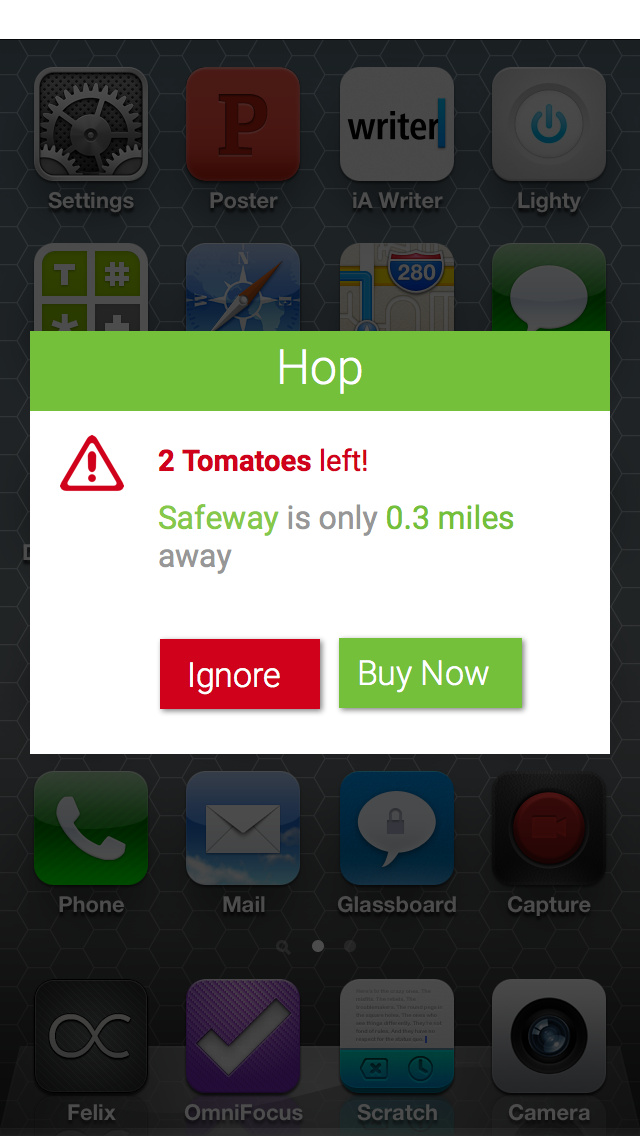 P
writer
Settings
Poster
iA Writer
Lighty
T #
*
N
280
Hop
2 Tomatoes left!
Safeway is only 0.3 miles
away
Ignore
Buy Now
Phone
Mail
Glassboard
Capture
Felix
OmniFocus
Scratch
Camera